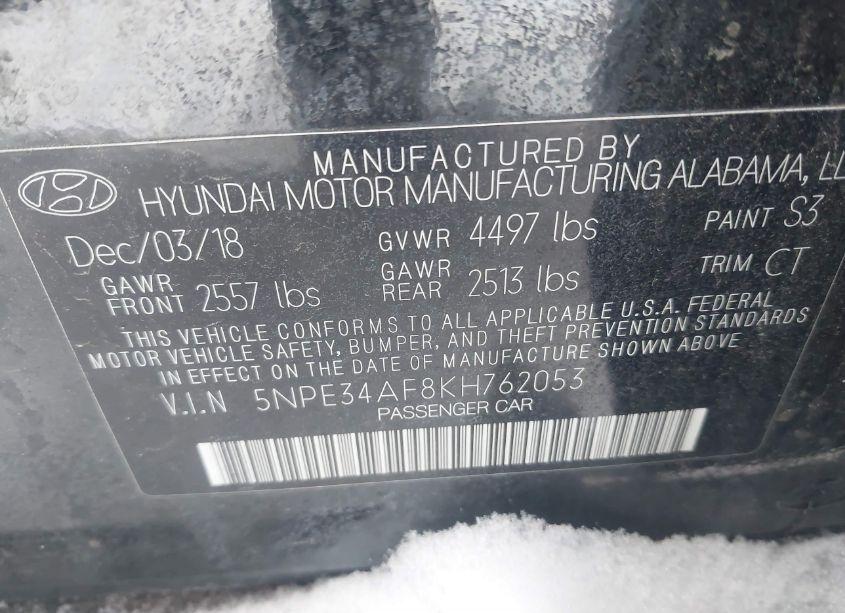 MANUFACTURED BY
HYUNDAI MOTOR MANUFACTURING ALABAMA, LL
Dec/03/18 GVWR 4497 lbs PAINT S3
GAWR FRONT 2557 lbs GAWR REAR 2513 lbs TRIM CT
THIS VEHICLE CONFORMS TO ALL APPLICABLE U.S.A. FEDERAL
MOTOR VEHICLE SAFETY, BUMPER, AND THEFT PREVENTION STANDARDS
IN EFFECT ON THE DATE OF MANUFACTURE SHOWN ABOVE
V.I.N 5NPE34AF8KH762053
PASSENGER CAR